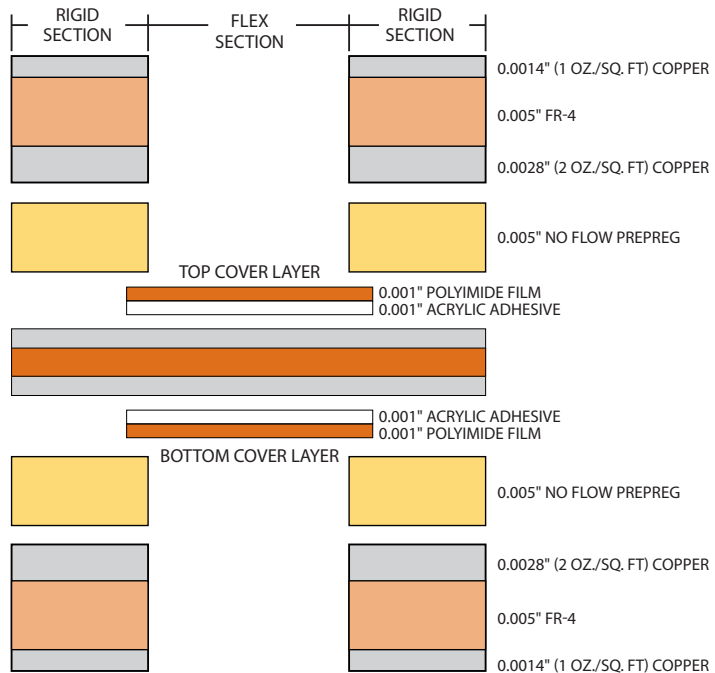 RIGID
SECTION
FLEX
SECTION
RIGID
SECTION
0.0014" (1 OZ./SQ. FT) COPPER
0.005" FR-4
0.0028" (2 OZ./SQ. FT) COPPER
0.005" NO FLOW PREPREG
TOP COVER LAYER
0.001" POLYIMIDE FILM
0.001" ACRYLIC ADHESIVE
0.001" ACRYLIC ADHESIVE
0.001" POLYIMIDE FILM
BOTTOM COVER LAYER
0.005" NO FLOW PREPREG
0.0028" (2 OZ./SQ. FT) COPPER
0.005" FR-4
0.0014" (1 OZ./SQ. FT) COPPER